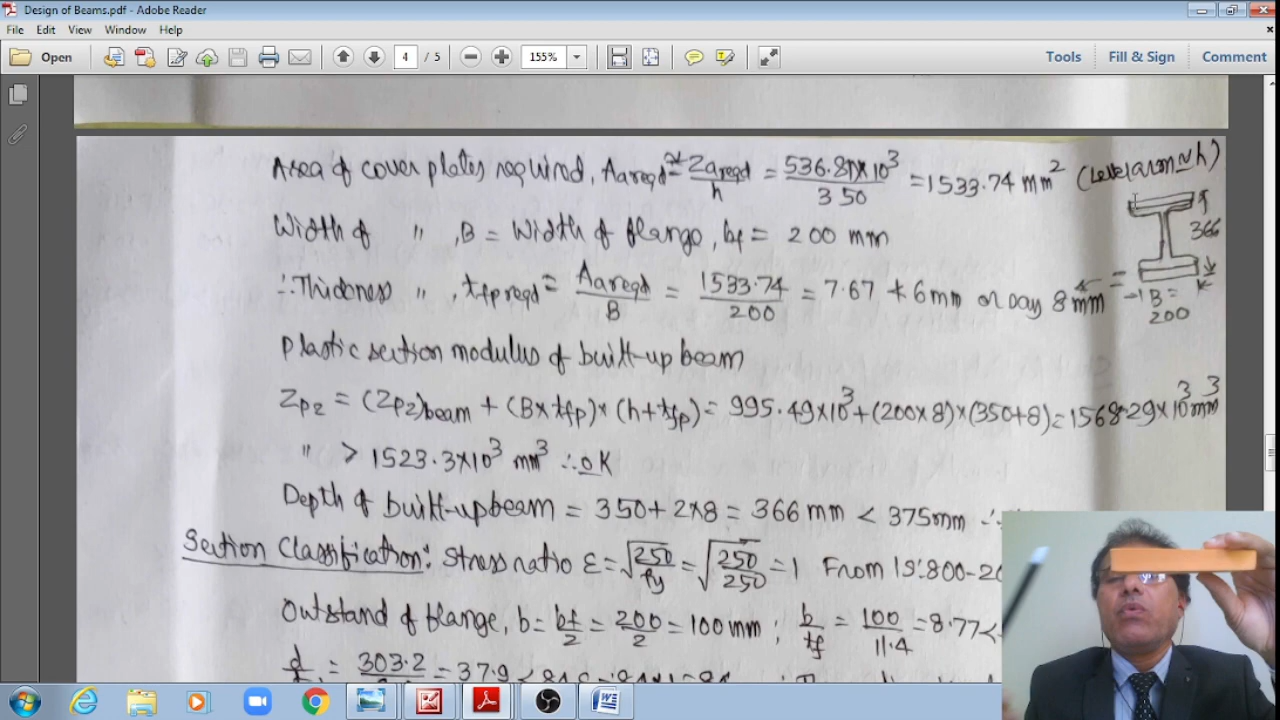 Design of Beams.pdf - Adobe Reader
File Edit View Window Help
Open 4 / 5 155% Tools Fill & Sign Comment
Area of cover plates required, Aareqd ≃ Zareqd/h = 536.81×10³/350 = 1533.74 mm² (Lever arm ≃ h)
Width of " , B = Width of flange, bf = 200 mm
366
∴ Thickness " , tfp reqd = Aareqd/B = 1533.74/200 = 7.67 ≮ 6mm or say 8 mm
B = 200
Plastic section modulus of built-up beam
Zpz = (Zpz)beam + (B×tfp)×(h+tfp) = 995.49×10³+(200×8)×(350+8) = 1568.29×10³ mm³
" > 1523.3×10³ mm³ ∴ OK
Depth of built-up beam = 350+2×8 = 366 mm < 375mm ∴
Section Classification: Stress ratio ε = √250/fy = √250/250 = 1 From IS:800-20
Outstand of flange, b = bf/2 = 200/2 = 100 mm ; b/tf = 100/11.4 = 8.77 <
d = 303.2 = 37.9 <